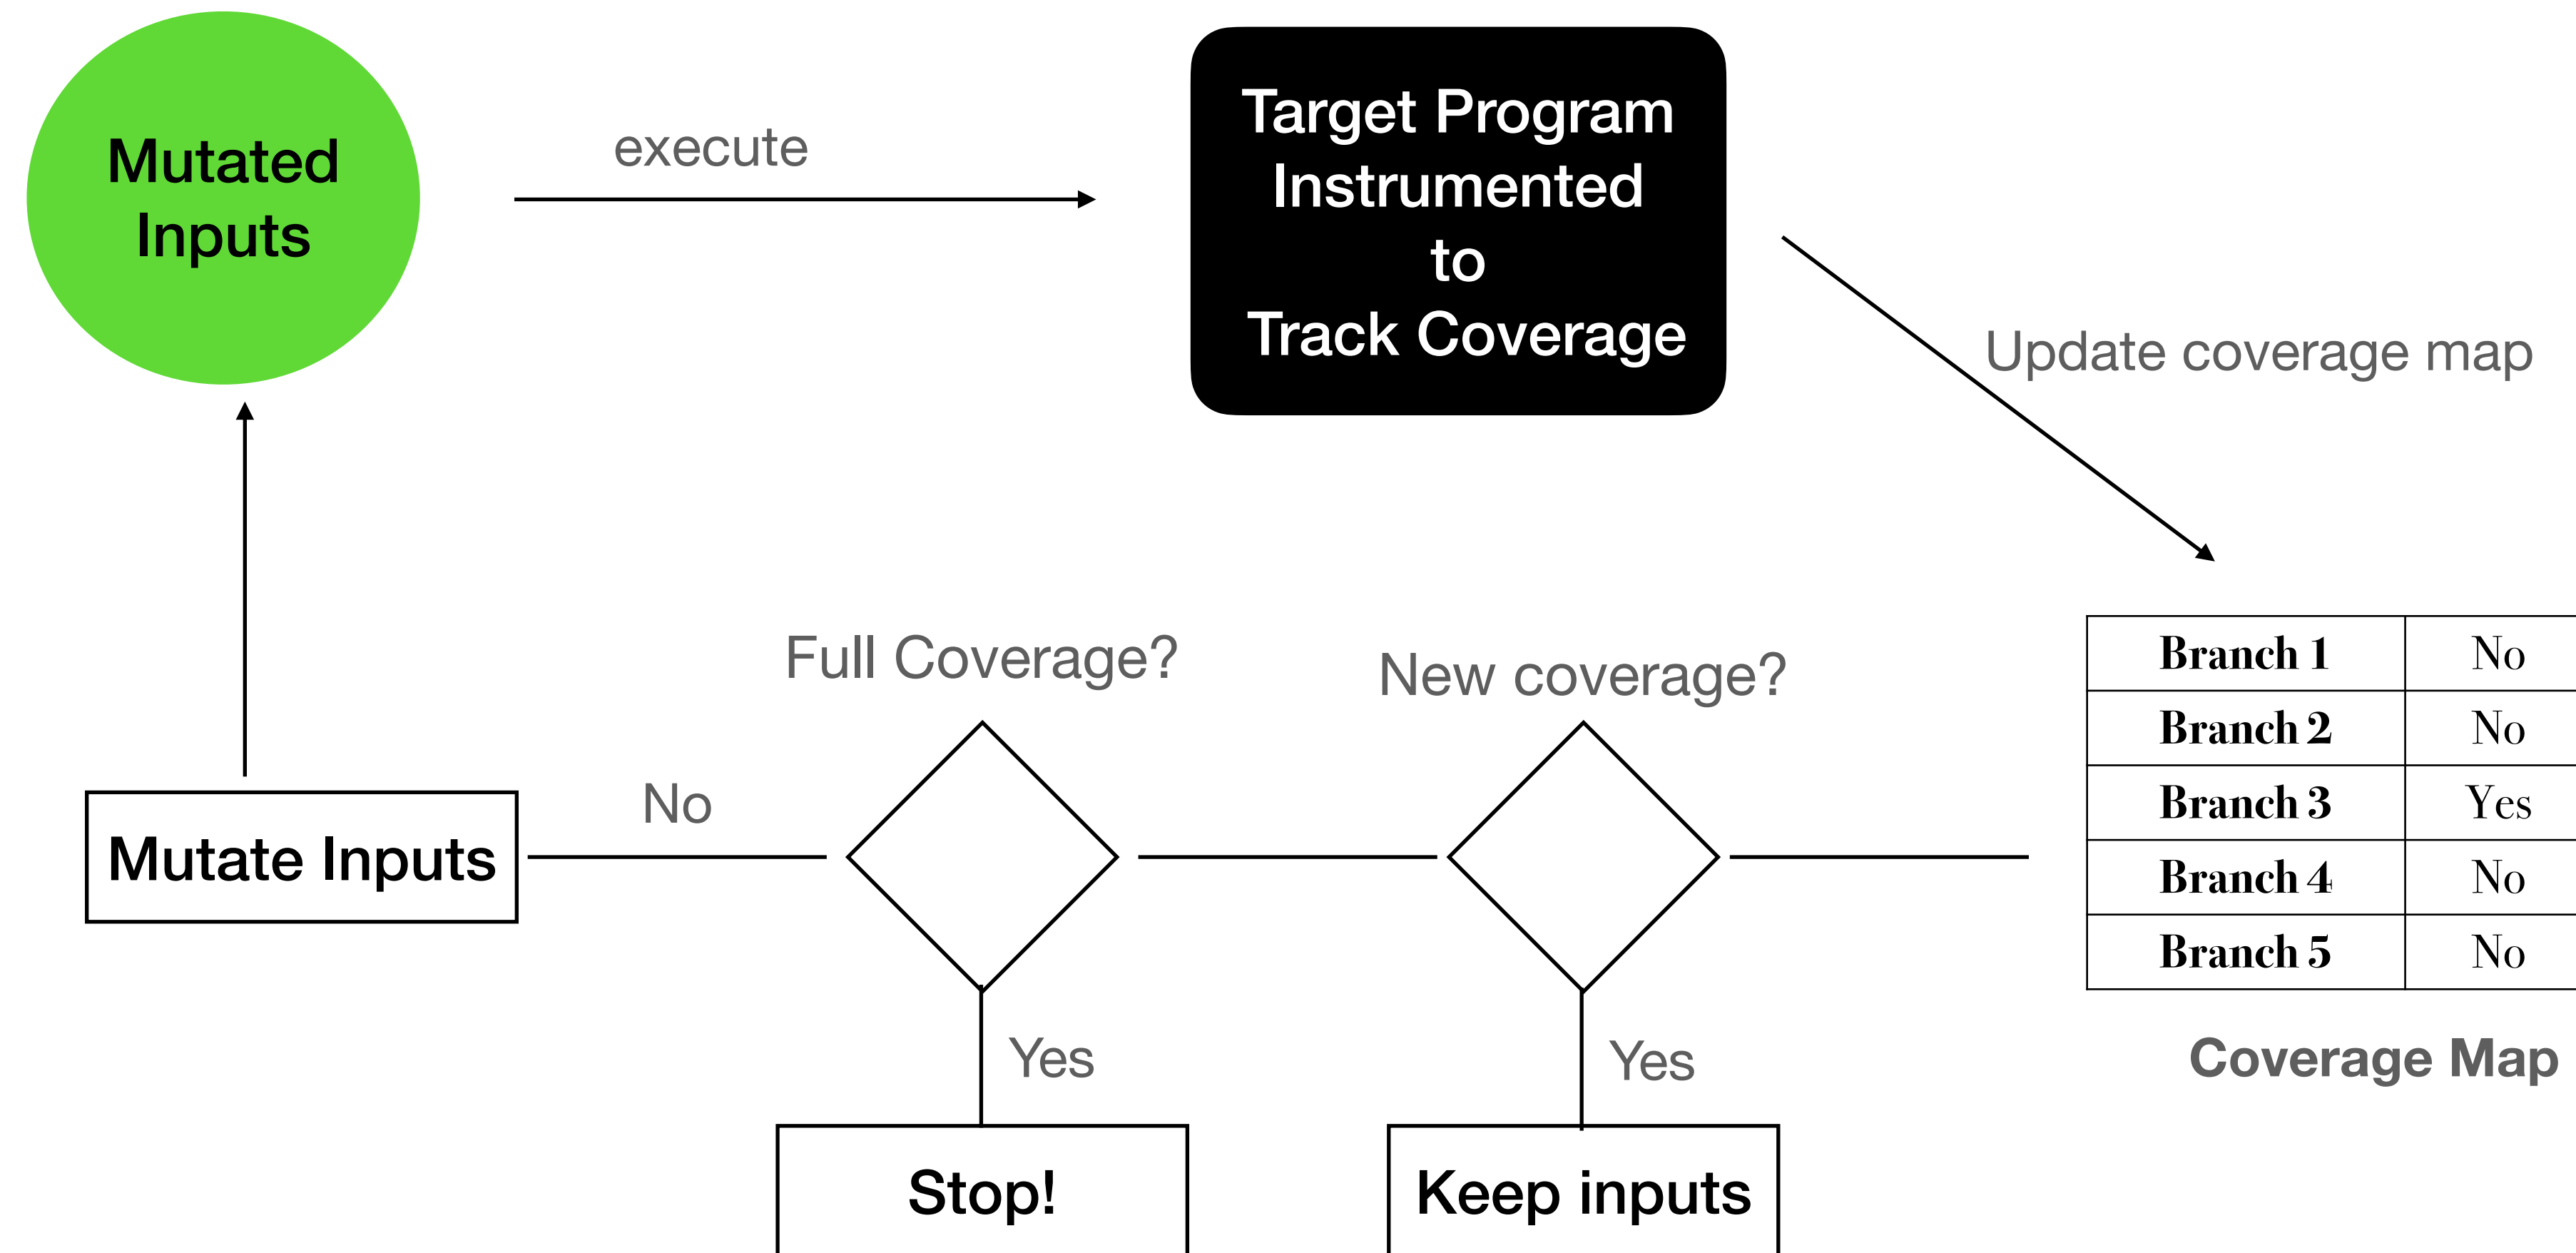 Mutated
Inputs
execute
Target Program
Instrumented
to
Track Coverage
Update coverage map
Full Coverage?
New coverage?
Branch 1 No
Branch 2 No
Branch 3 Yes
Branch 4 No
Branch 5 No
Coverage Map
No
Mutate Inputs
Yes
Yes
Stop!
Keep inputs